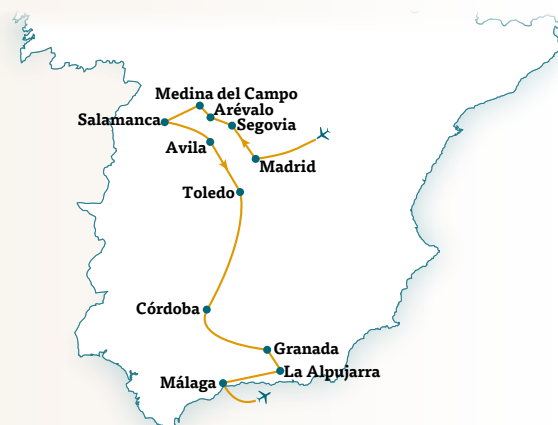 Medina del Campo
Arévalo
Salamanca
Segovia
Avila
Madrid
Toledo
Córdoba
Granada
La Alpujarra
Málaga